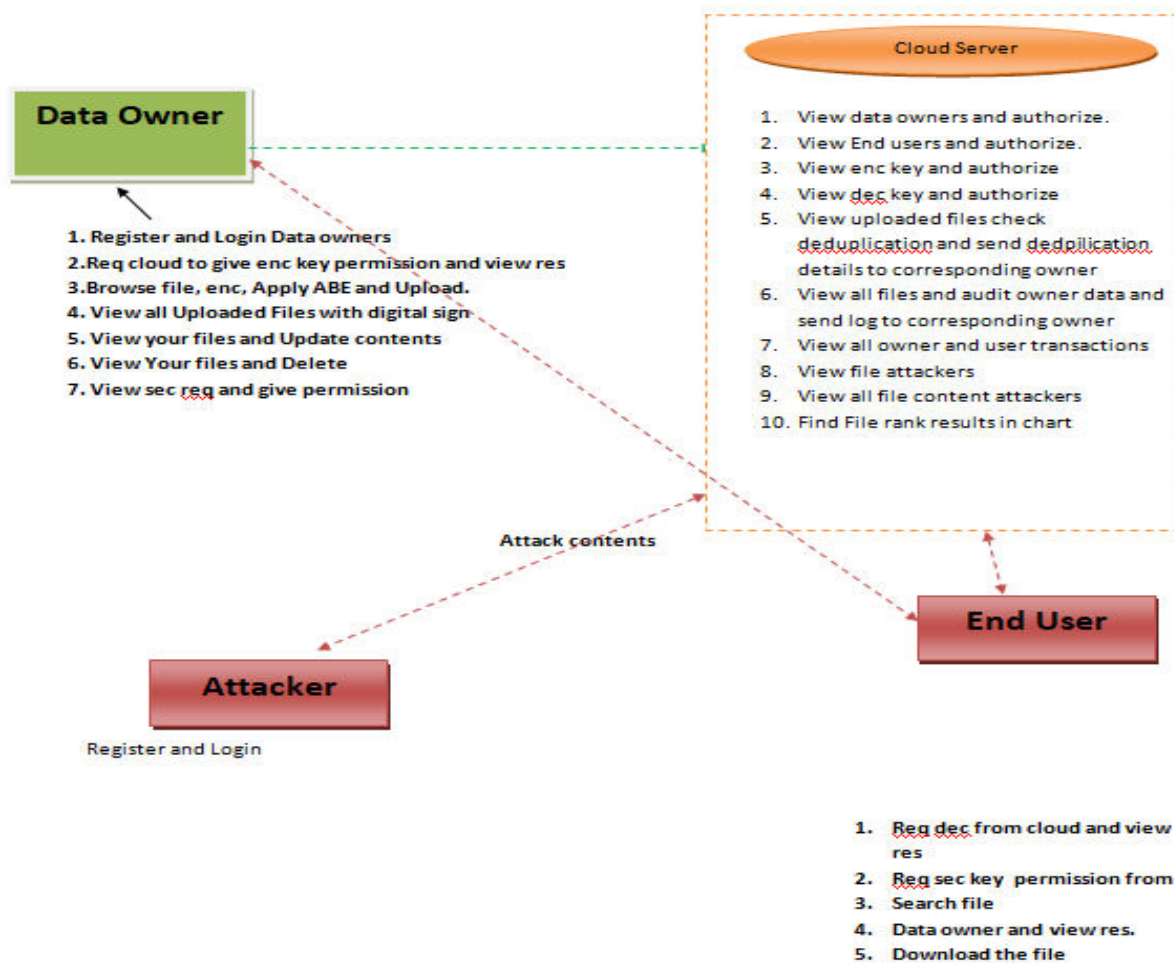 Cloud Server
Data Owner
1. View data owners and authorize.
2. View End users and authorize.
3. View enc key and authorize
4. View dec key and authorize
5. View uploaded files check
deduplication and send dedpilication
details to corresponding owner
6. View all files and audit owner data and
send log to corresponding owner
7. View all owner and user transactions
8. View file attackers
9. View all file content attackers
10. Find File rank results in chart
1. Register and Login Data owners
2.Req cloud to give enc key permission and view res
3.Browse file, enc, Apply ABE and Upload.
4. View all Uploaded Files with digital sign
5. View your files and Update contents
6. View Your files and Delete
7. View sec req and give permission
Attack contents
End User
Attacker
Register and Login
1. Req dec from cloud and view
res
2. Req sec key permission from
3. Search file
4. Data owner and view res.
5. Download the file